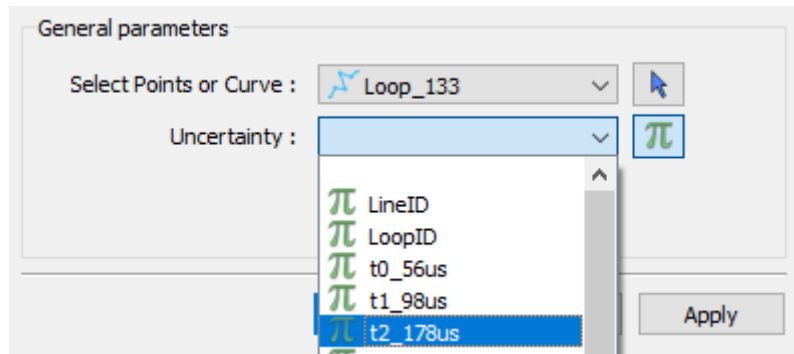 General parameters
Select Points or Curve : Loop_133
Uncertainty : π
π LineID
π LoopID
π t0_56us
π t1_98us
π t2_178us
Apply